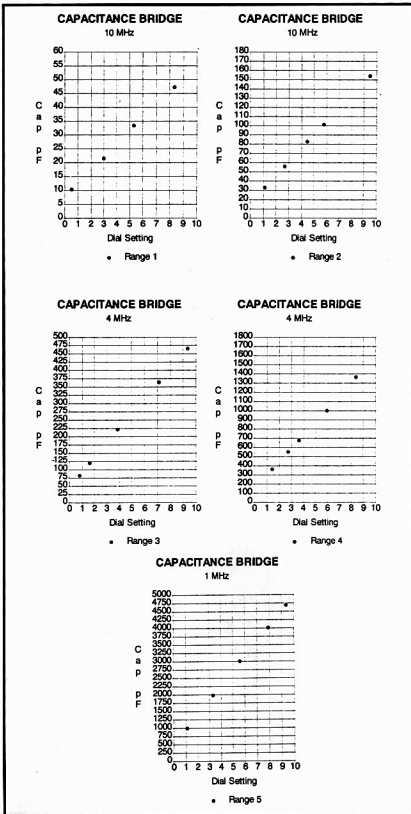 CAPACITANCE BRIDGE
10 MHz
60
55
50
45
40
35
30
25
20
15
10
5
0
C
a
p
p
F
0 1 2 3 4 5 6 7 8 9 10
Dial Setting
• Range 1
CAPACITANCE BRIDGE
10 MHz
180
170
160
150
140
130
120
110
100
90
80
70
60
50
40
30
20
10
0
C
a
p
p
F
0 1 2 3 4 5 6 7 8 9 10
Dial Setting
• Range 2
CAPACITANCE BRIDGE
4 MHz
500
475
450
425
400
375
350
325
300
275
250
225
200
175
150
125
100
75
50
25
0
C
a
p
p
F
0 1 2 3 4 5 6 7 8 9 10
Dial Setting
• Range 3
CAPACITANCE BRIDGE
4 MHz
1800
1700
1600
1500
1400
1300
1200
1100
1000
900
800
700
600
500
400
300
200
100
0
C
a
p
p
F
0 1 2 3 4 5 6 7 8 9 10
Dial Setting
• Range 4
CAPACITANCE BRIDGE
1 MHz
5000
4750
4500
4250
4000
3750
3500
3250
3000
2750
2500
2250
2000
1750
1500
1250
1000
750
500
250
0
C
a
p
p
F
0 1 2 3 4 5 6 7 8 9 10
Dial Setting
• Range 5